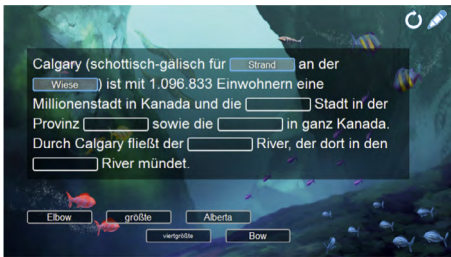 Calgary (schottisch-gälisch für Strand an der
Wiese) ist mit 1.096.833 Einwohnern eine
Millionenstadt in Kanada und die Stadt in der
Provinz sowie die in ganz Kanada.
Durch Calgary fließt der River, der dort in den
River mündet.
Elbow größte Alberta
viertgrößte Bow